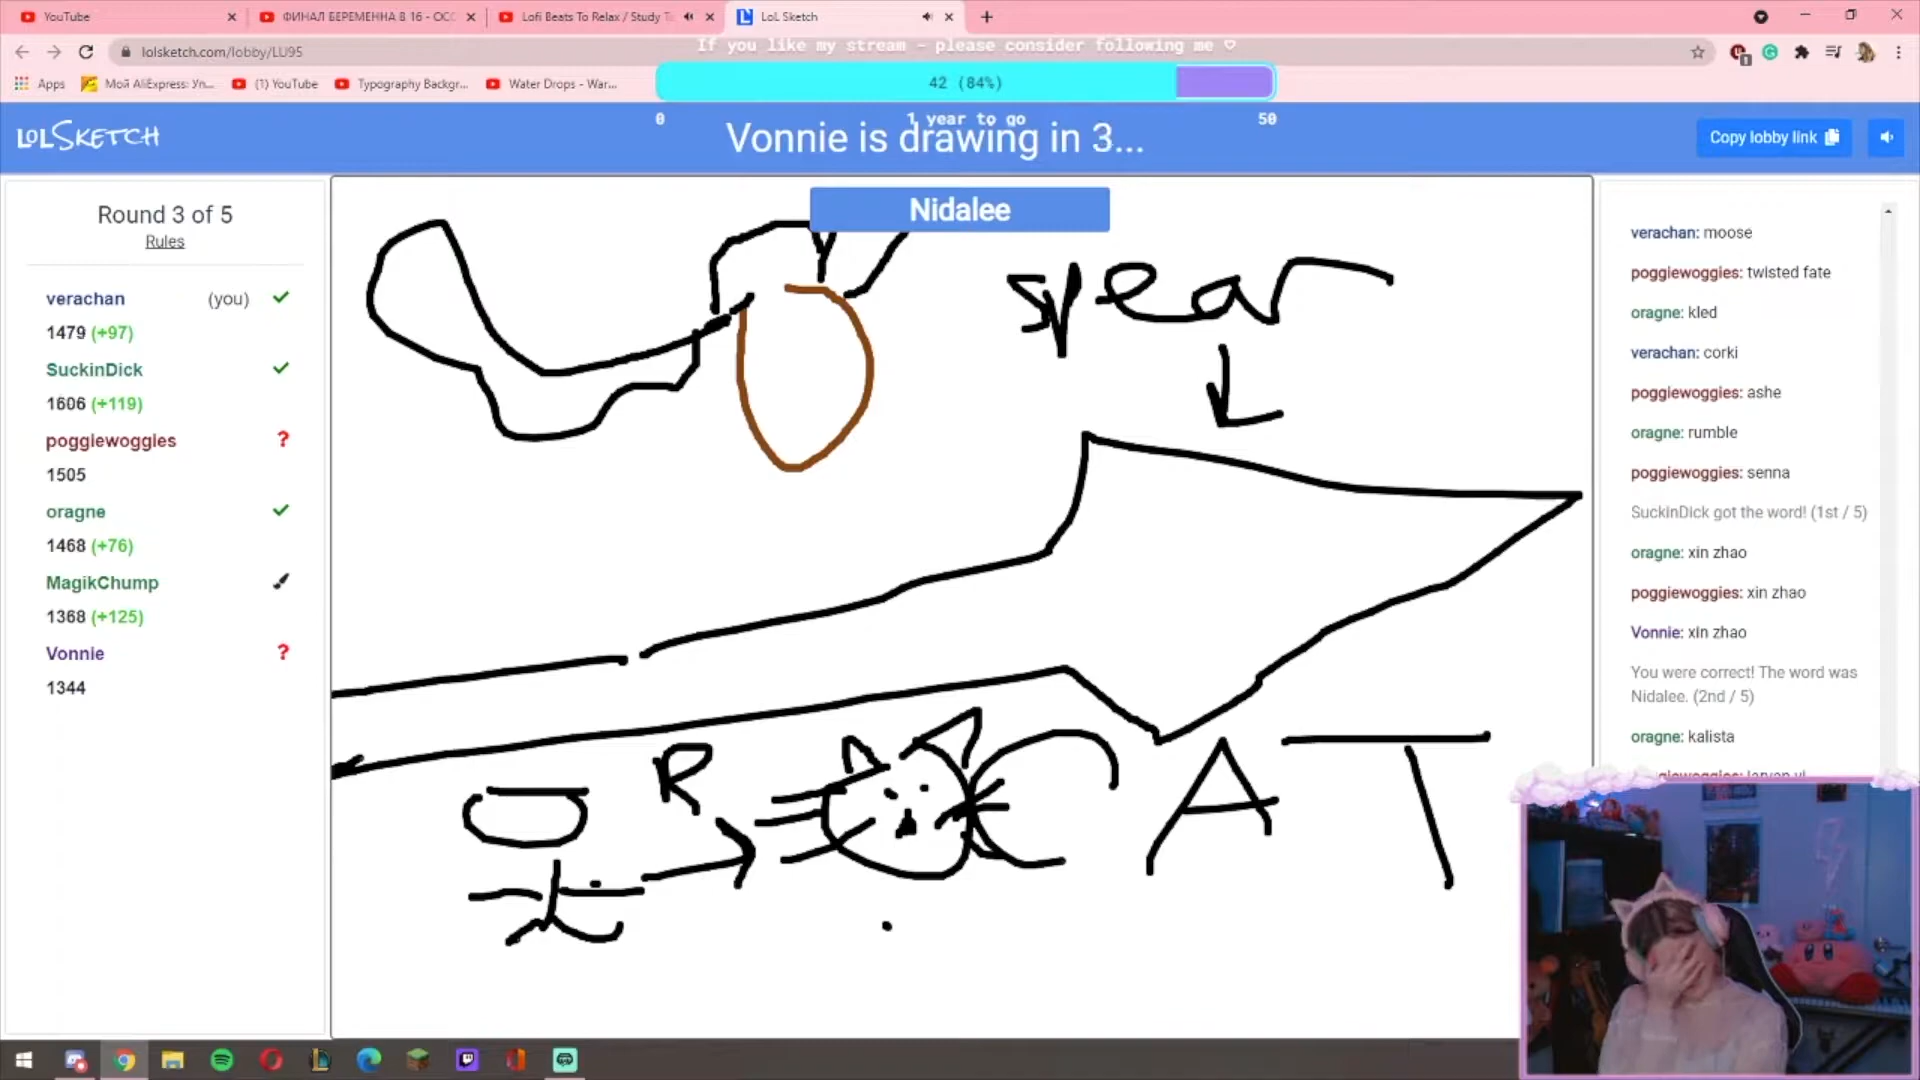 YouTube
ФИНАЛ БЕРЕМЕННА В 16 - ОСС
Lofi Beats To Relax / Study T
LoL Sketch
lolsketch.com/lobby/LU95
If you like my stream - please consider following me ♡
Apps
Мой AliExpress: Уп...
(1) YouTube
Typography Backgr...
Water Drops - War...
42 (84%)
0
1 year to go
50
LOLSKETCH
Vonnie is drawing in 3...
Copy lobby link
Round 3 of 5
Rules
verachan (you)
1479 (+97)
SuckinDick
1606 (+119)
poggiewoggies ?
1505
oragne
1468 (+76)
MagikChump
1368 (+125)
Vonnie ?
1344
Nidalee
spear
R
CAT
verachan: moose
poggiewoggies: twisted fate
oragne: kled
verachan: corki
poggiewoggies: ashe
oragne: rumble
poggiewoggies: senna
SuckinDick got the word! (1st / 5)
oragne: xin zhao
poggiewoggies: xin zhao
Vonnie: xin zhao
You were correct! The word was
Nidalee. (2nd / 5)
oragne: kalista